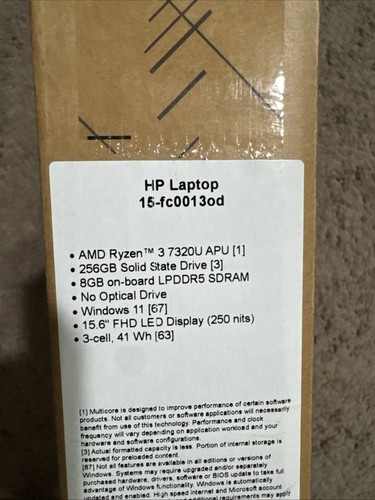 HP Laptop
15-fc0013od
• AMD Ryzen™ 3 7320U APU [1]
• 256GB Solid State Drive [3]
• 8GB on-board LPDDR5 SDRAM
• No Optical Drive
• Windows 11 [67]
• 15.6" FHD LED Display (250 nits)
• 3-cell, 41 Wh [63]
[1] Multicore is designed to improve performance of certain software
products. Not all customers or software applications will necessarily
benefit from use of this technology. Performance and clock
frequency will vary depending on application workload and your
hardware and software configurations.
[3] Actual formatted capacity is less. Portion of internal storage is
reserved for preloaded content.
[67] Not all features are available in all editions or versions of
Windows. Systems may require upgraded and/or separately
purchased hardware, drivers, software or BIOS update to take full
advantage of Windows functionality. Windows is automatically
updated and enabled. High speed internet and Microsoft account
additional requirements may apply